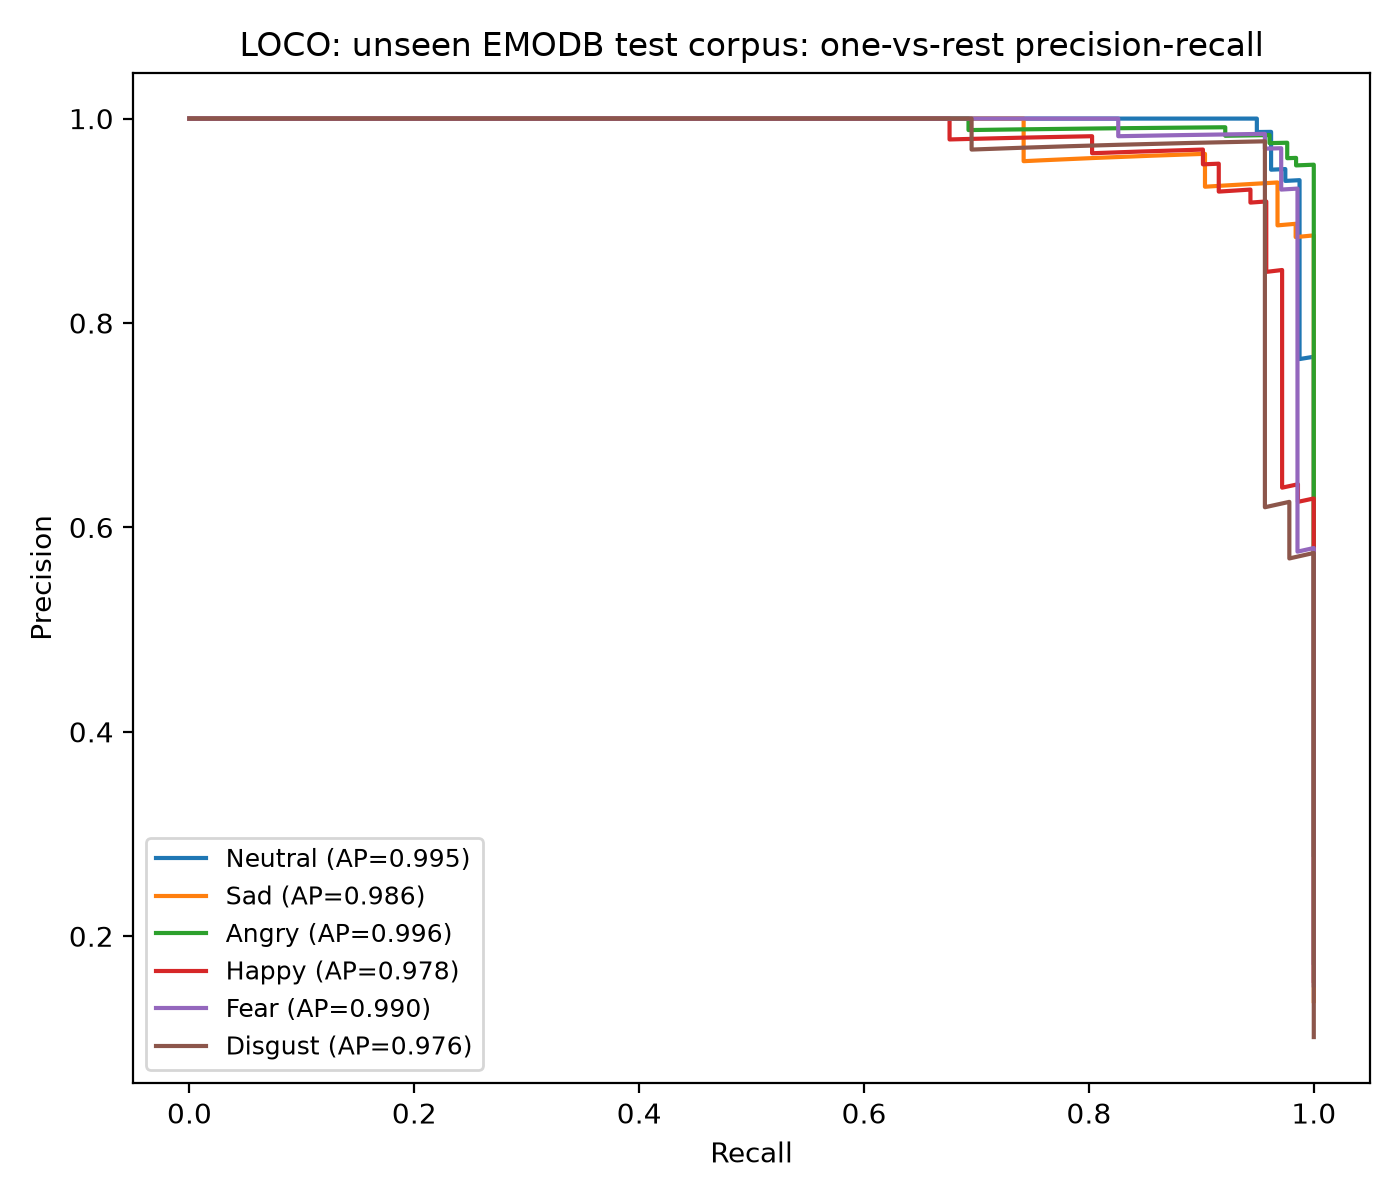 LOCO: unseen EMODB test corpus: one-vs-rest precision-recall
1.0
0.8
0.6
0.4
0.2
Precision
Neutral (AP=0.995)
Sad (AP=0.986)
Angry (AP=0.996)
Happy (AP=0.978)
Fear (AP=0.990)
Disgust (AP=0.976)
0.0 0.2 0.4 0.6 0.8 1.0
Recall